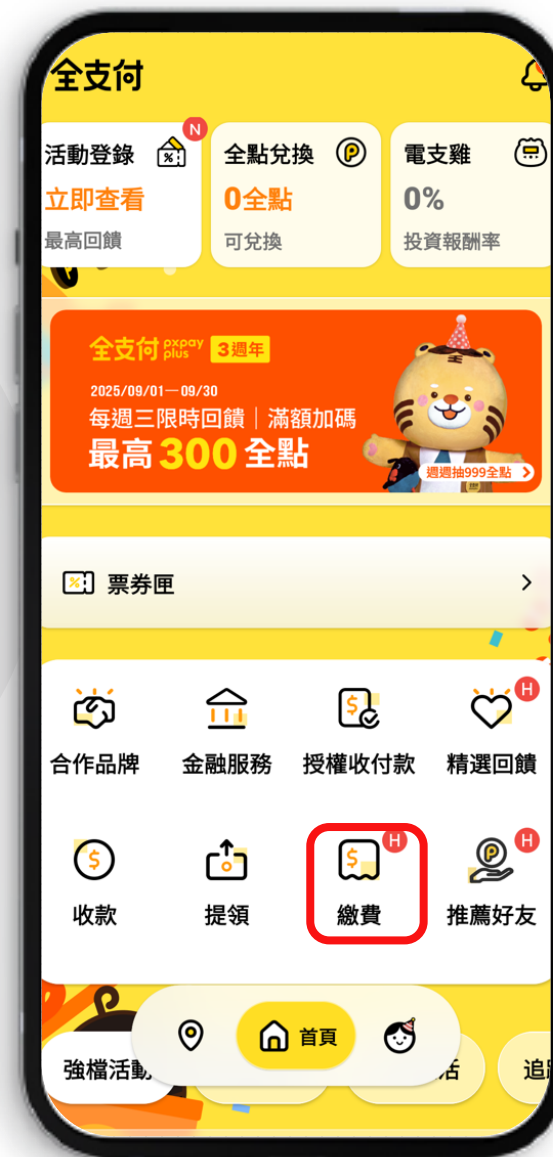 全支付
活動登錄 N
立即查看
最高回饋
全點兌換
0全點
可兌換
電支雞
0%
投資報酬率
全支付 pxpay plus 3週年
2025/09/01—09/30
每週三限時回饋｜滿額加碼
最高300全點
週週抽999全點
票券匣
合作品牌 金融服務 授權收付款 精選回饋 H
收款 提領 繳費 H 推薦好友 H
首頁
強檔活動 活 追